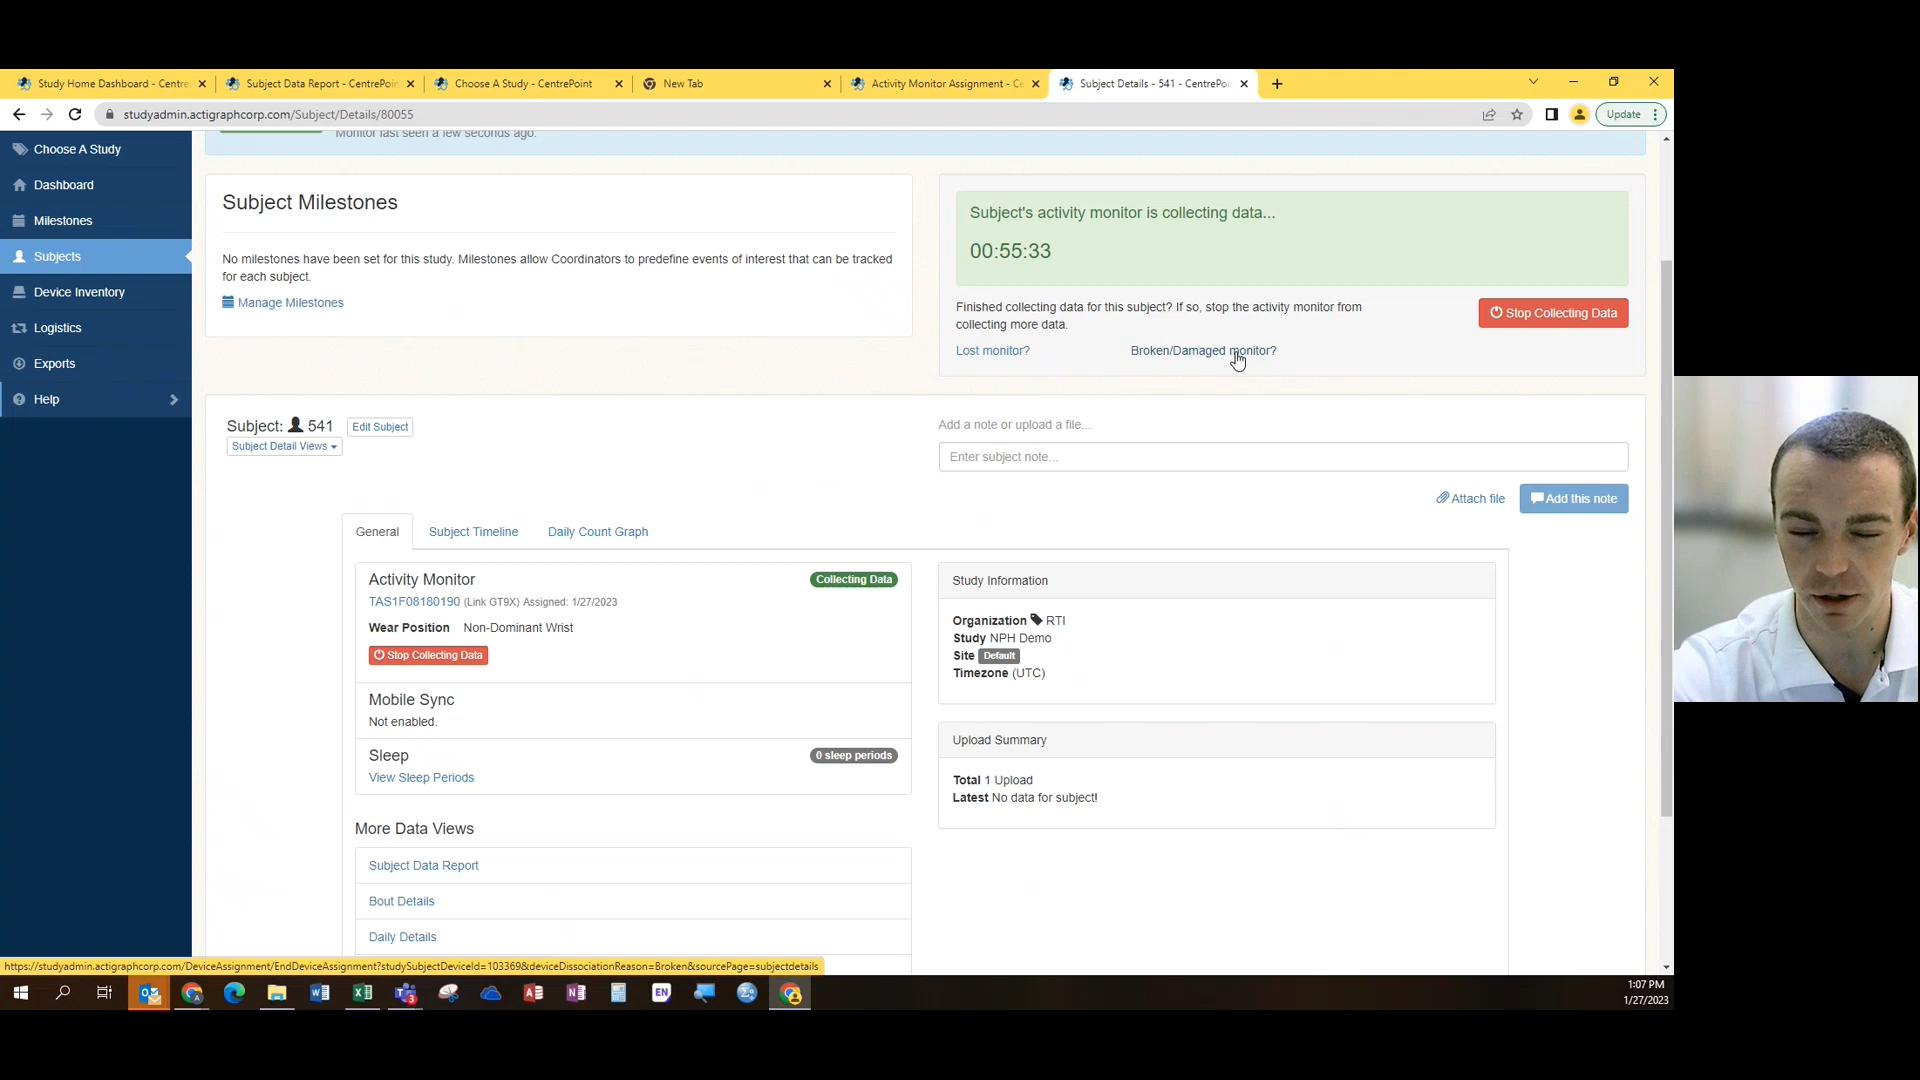 Study Home Dashboard - Centre
Subject Data Report - CentrePoin
Choose A Study - CentrePoint
New Tab
Activity Monitor Assignment - Ce
Subject Details - 541 - CentrePoi
studyadmin.actigraphcorp.com/Subject/Details/80055
Update
Choose A Study
Dashboard
Milestones
Subjects
Device Inventory
Logistics
Exports
Help
Monitor last seen a few seconds ago.
Subject Milestones
No milestones have been set for this study. Milestones allow Coordinators to predefine events of interest that can be tracked
for each subject.
Manage Milestones
Subject's activity monitor is collecting data...
00:55:33
Finished collecting data for this subject? If so, stop the activity monitor from
collecting more data.
Stop Collecting Data
Lost monitor?
Broken/Damaged monitor?
Subject: 541
Edit Subject
Subject Detail Views
Add a note or upload a file...
Enter subject note...
Attach file
Add this note
General
Subject Timeline
Daily Count Graph
Activity Monitor
Collecting Data
TAS1F08180190 (Link GT9X) Assigned: 1/27/2023
Wear Position Non-Dominant Wrist
Stop Collecting Data
Mobile Sync
Not enabled.
Sleep
0 sleep periods
View Sleep Periods
More Data Views
Subject Data Report
Bout Details
Daily Details
Study Information
Organization RTI
Study NPH Demo
Site Default
Timezone (UTC)
Upload Summary
Total 1 Upload
Latest No data for subject!
https://studyadmin.actigraphcorp.com/DeviceAssignment/EndDeviceAssignment?studySubjectDeviceId=103369&deviceDissociationReason=Broken&sourcePage=subjectdetails
EN
1:07 PM
1/27/2023